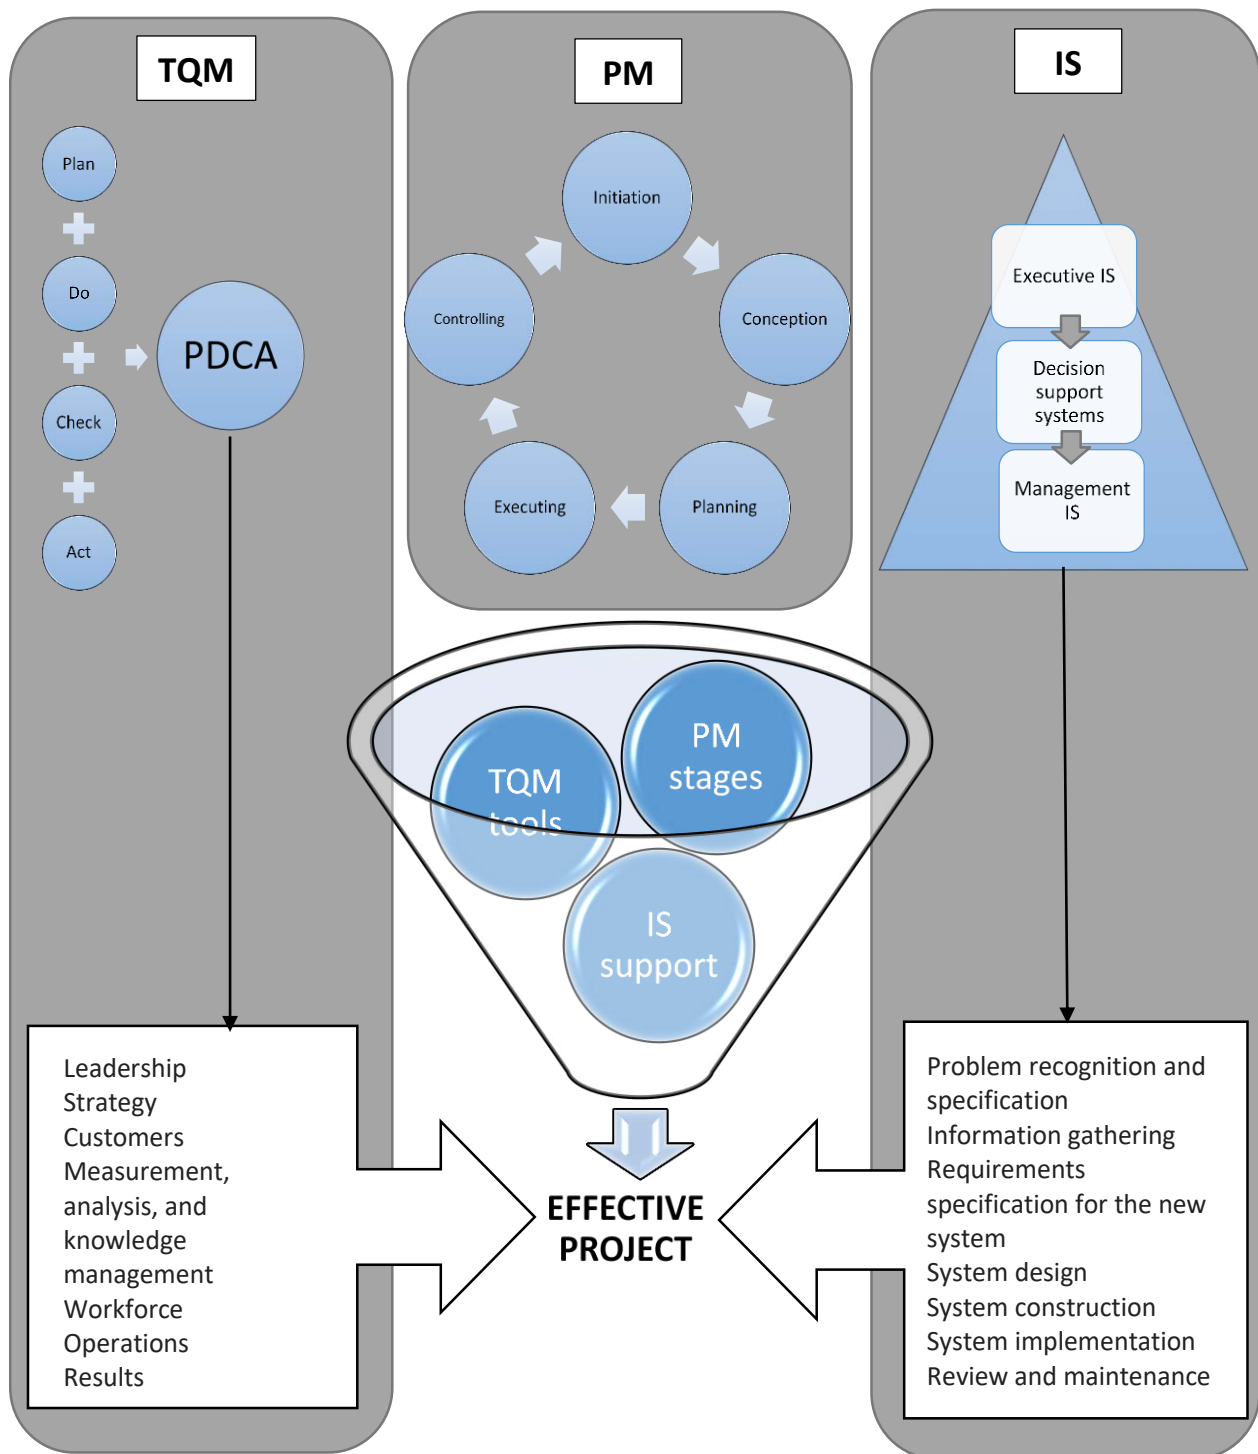 TQM
Plan
Do
Check
Act
PDCA
PM
Initiation
Conception
Planning
Executing
Controlling
IS
Executive IS
Decision
support
systems
Management
IS
TQM
tools
PM
stages
IS
support
Leadership
Strategy
Customers
Measurement,
analysis, and
knowledge
management
Workforce
Operations
Results
EFFECTIVE
PROJECT
Problem recognition and
specification
Information gathering
Requirements
specification for the new
system
System design
System construction
System implementation
Review and maintenance